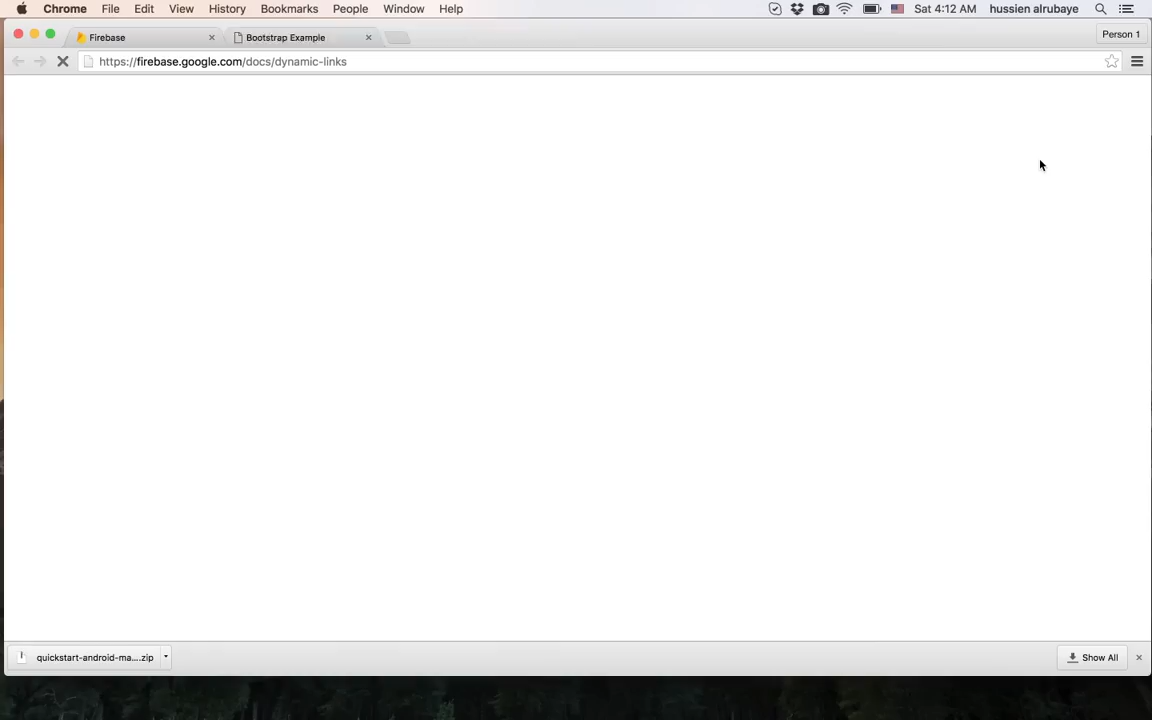 Chrome File Edit View History Bookmarks People Window Help Sat 4:12 AM hussien alrubaye
Firebase Bootstrap Example Person 1
https://firebase.google.com/docs/dynamic-links
quickstart-android-ma....zip Show All